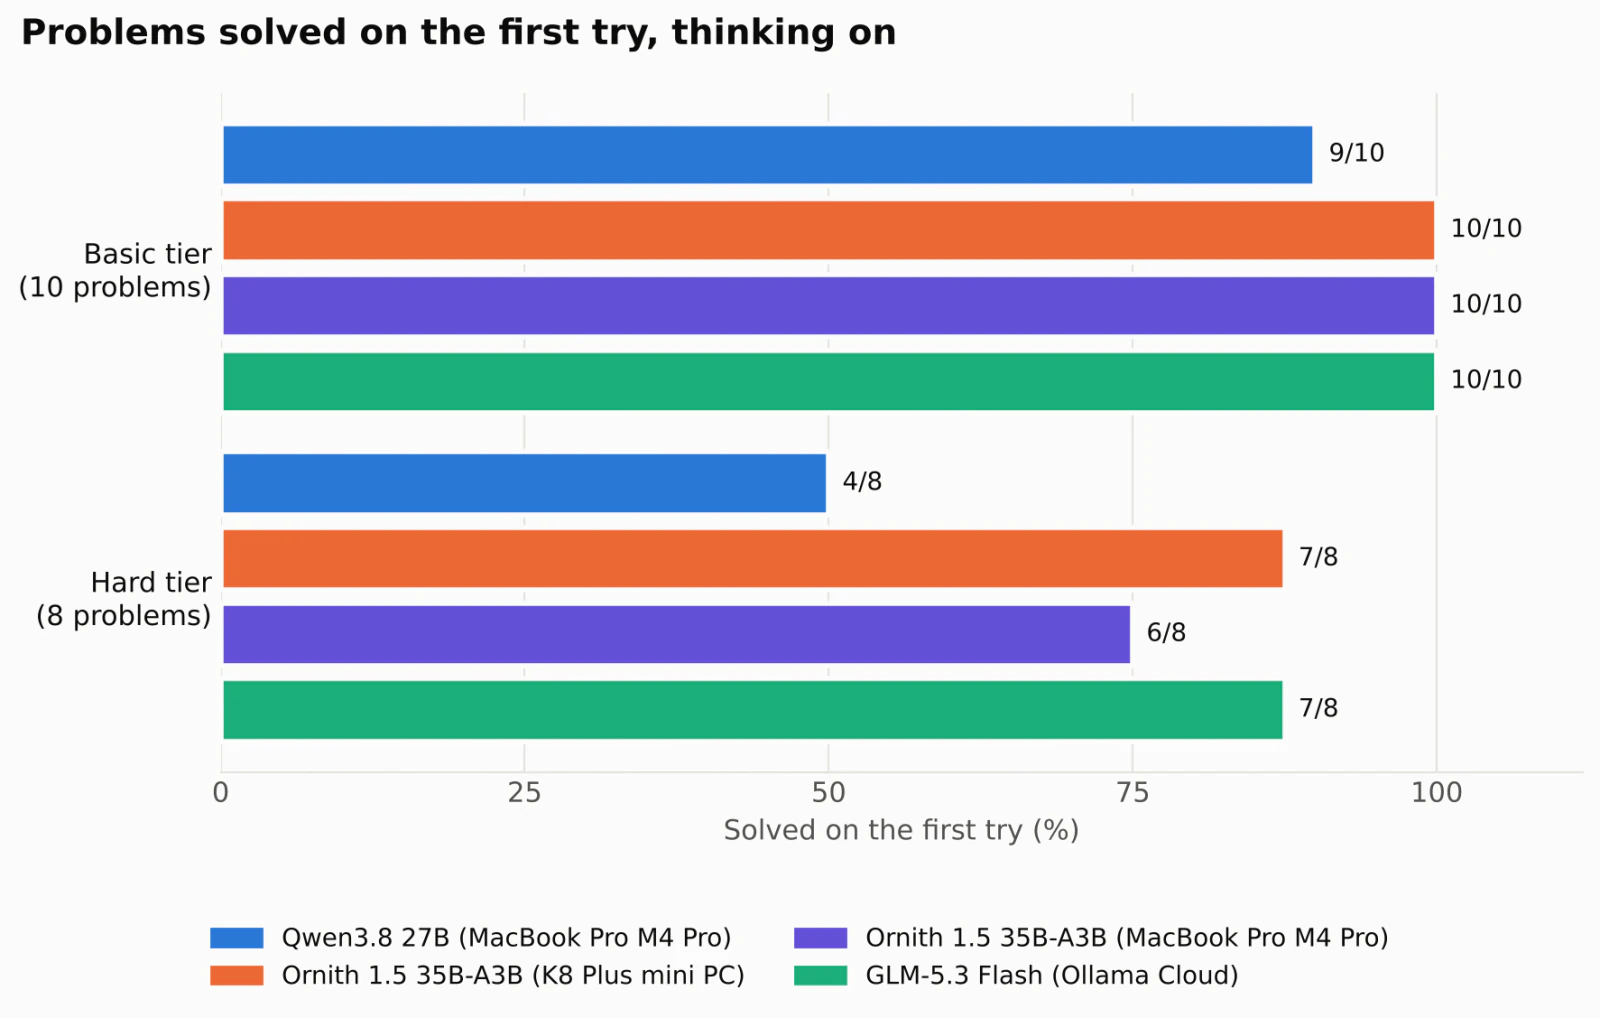 Problems solved on the first try, thinking on
9/10
10/10
Basic tier
(10 problems)
10/10
10/10
4/8
7/8
Hard tier
(8 problems)
6/8
7/8
0 25 50 75 100
Solved on the first try (%)
Qwen3.8 27B (MacBook Pro M4 Pro)
Ornith 1.5 35B-A3B (K8 Plus mini PC)
Ornith 1.5 35B-A3B (MacBook Pro M4 Pro)
GLM-5.3 Flash (Ollama Cloud)